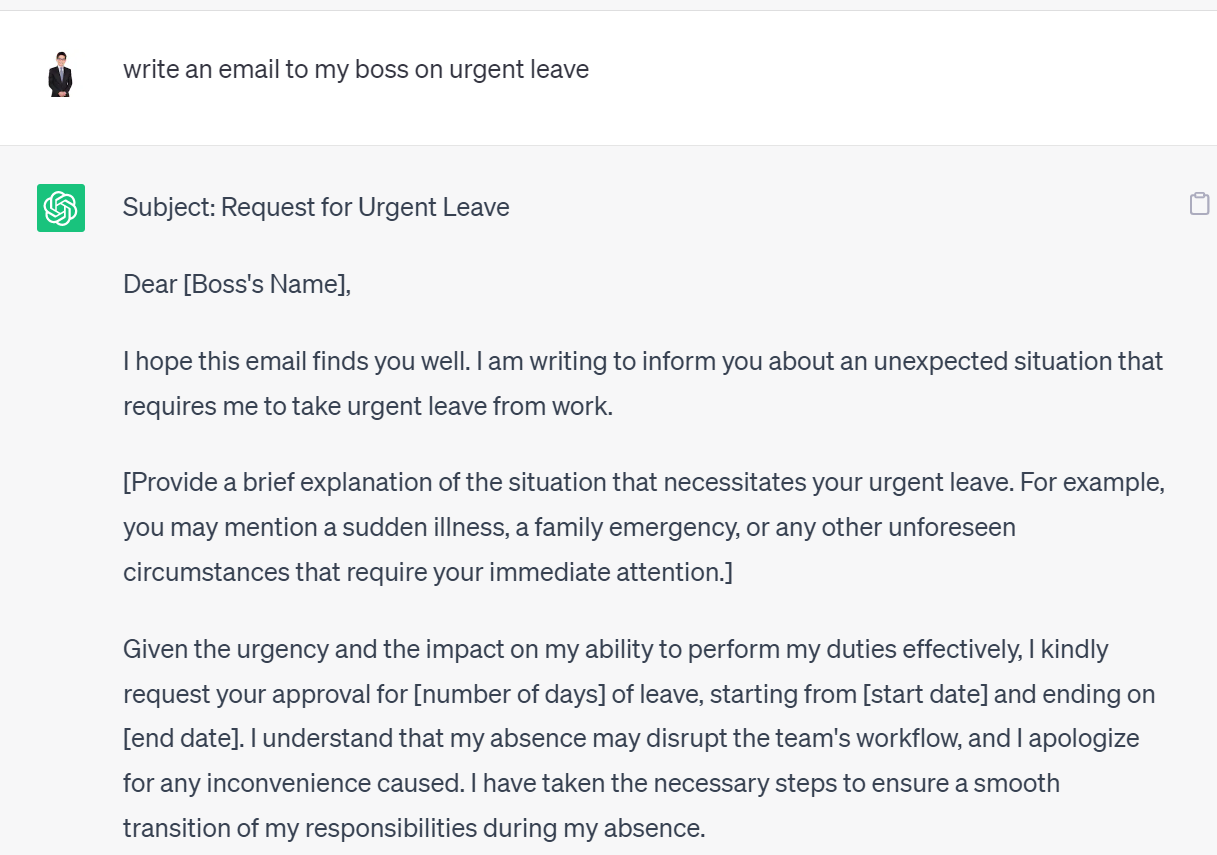 write an email to my boss on urgent leave
Subject: Request for Urgent Leave
Dear [Boss's Name],
I hope this email finds you well. I am writing to inform you about an unexpected situation that
requires me to take urgent leave from work.
[Provide a brief explanation of the situation that necessitates your urgent leave. For example,
you may mention a sudden illness, a family emergency, or any other unforeseen
circumstances that require your immediate attention.]
Given the urgency and the impact on my ability to perform my duties effectively, I kindly
request your approval for [number of days] of leave, starting from [start date] and ending on
[end date]. I understand that my absence may disrupt the team's workflow, and I apologize
for any inconvenience caused. I have taken the necessary steps to ensure a smooth
transition of my responsibilities during my absence.